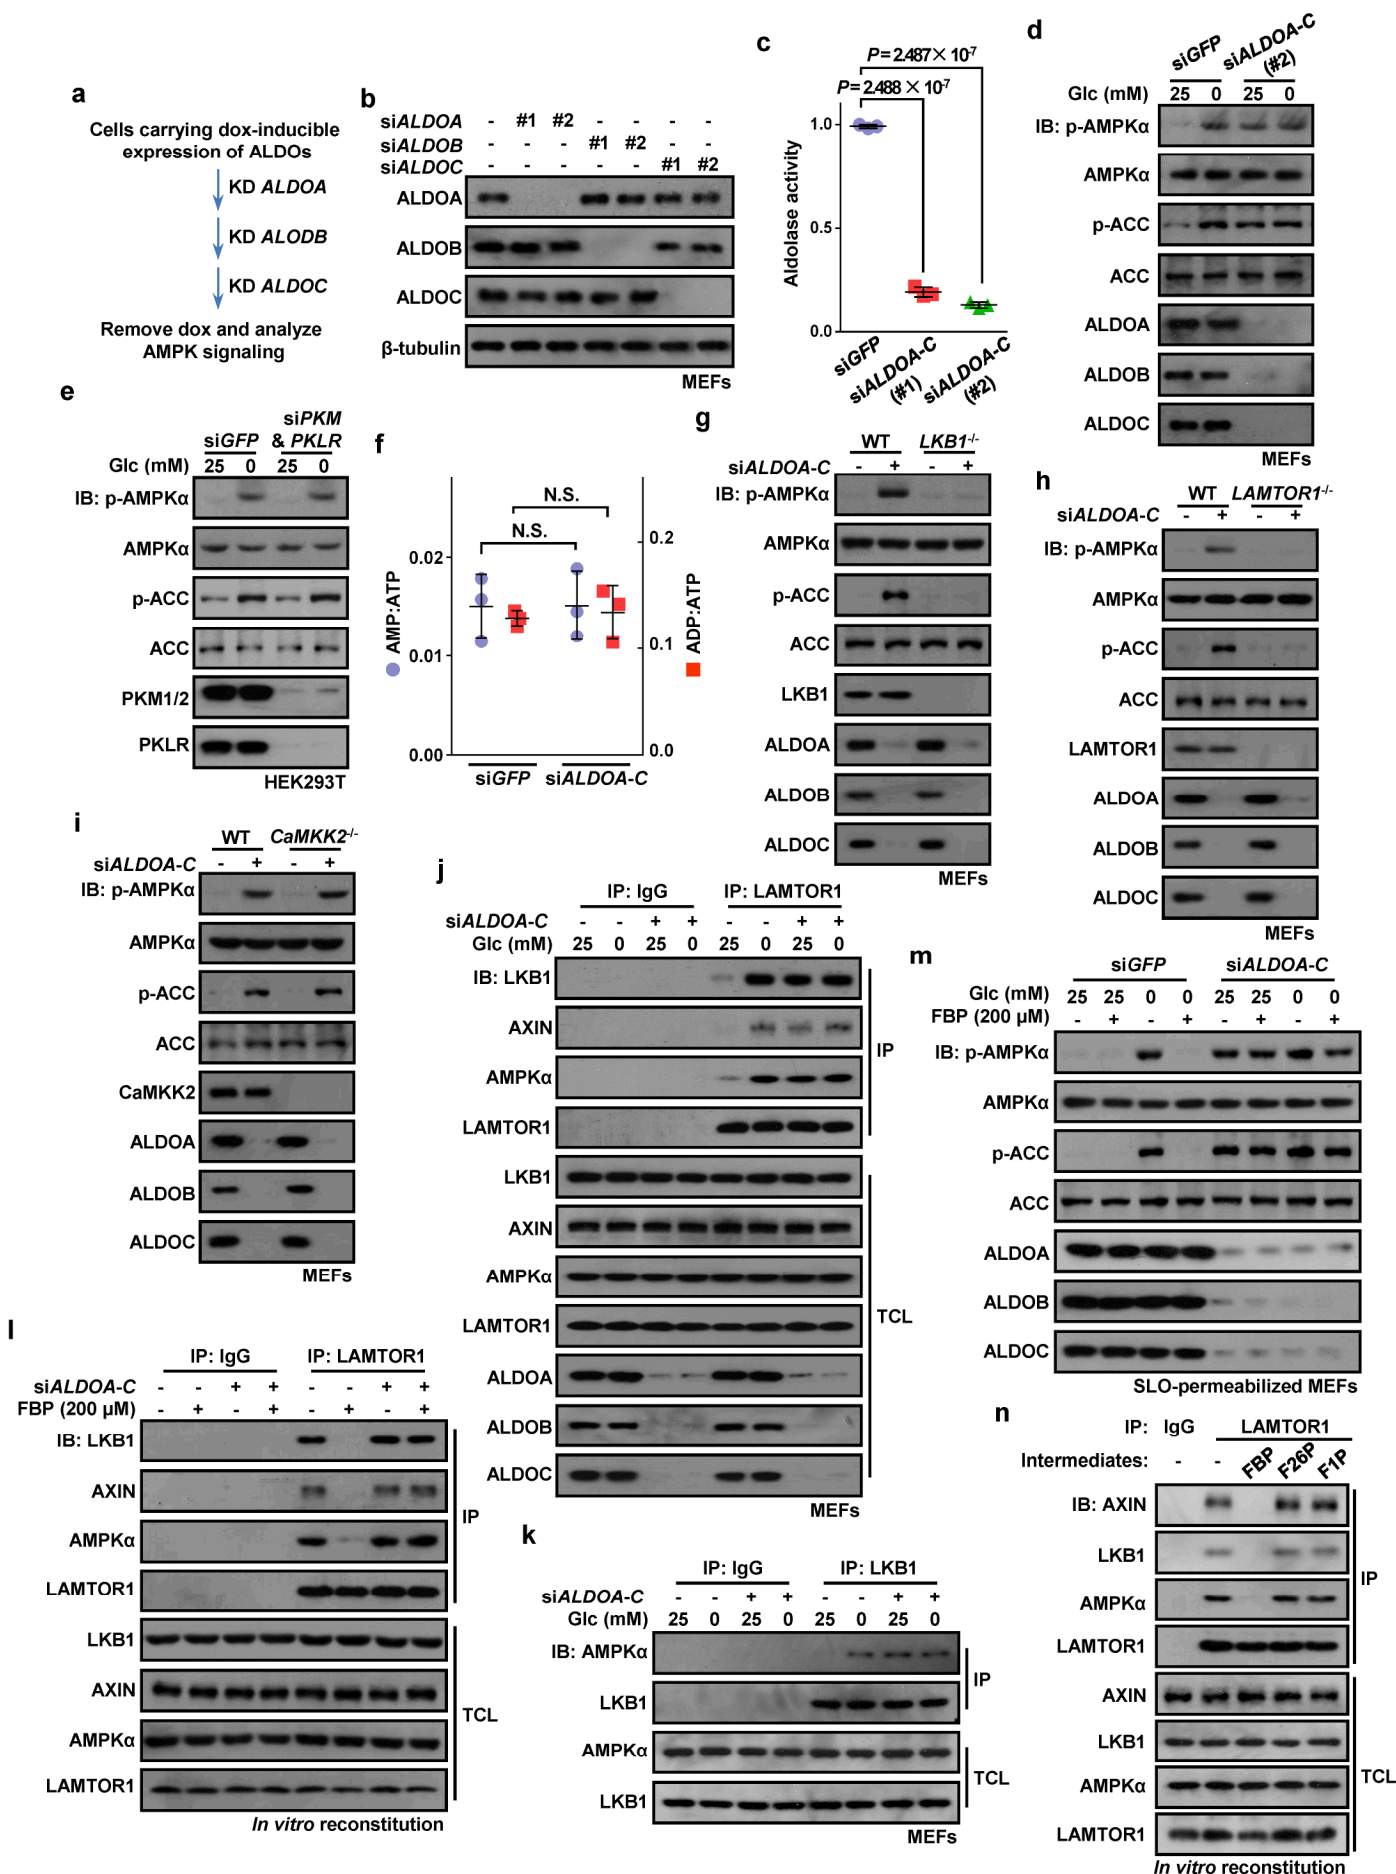 a
Cells carrying dox-inducible
expression of ALDOs
KD ALDOA
KD ALODB
KD ALDOC
Remove dox and analyze
AMPK signaling
b
siALDOA - #1 #2 - - - -
siALDOB - - - #1 #2 - -
siALDOC - - - - - #1 #2
ALDOA
ALDOB
ALDOC
β-tubulin
MEFs
c
P = 2.487 × 10-7
P = 2.488 × 10-7
Aldolase activity
1.0
0.5
0.0
siGFP
siALDOA-C
(#1)
siALDOA-C
(#2)
d
siGFP siALDOA-C
(#2)
Glc (mM) 25 0 25 0
IB: p-AMPKα
AMPKα
p-ACC
ACC
ALDOA
ALDOB
ALDOC
MEFs
e
siPKM
siGFP & PKLR
Glc (mM) 25 0 25 0
IB: p-AMPKα
AMPKα
p-ACC
ACC
PKM1/2
PKLR
HEK293T
f
N.S.
N.S.
AMP:ATP
0.02
0.01
0.00
ADP:ATP
0.2
0.1
0.0
siGFP siALDOA-C
g
WT LKB1-/-
siALDOA-C - + - +
IB: p-AMPKα
AMPKα
p-ACC
ACC
LKB1
ALDOA
ALDOB
ALDOC
MEFs
h
WT LAMTOR1-/-
siALDOA-C - + - +
IB: p-AMPKα
AMPKα
p-ACC
ACC
LAMTOR1
ALDOA
ALDOB
ALDOC
MEFs
i
WT CaMKK2-/-
siALDOA-C - + - +
IB: p-AMPKα
AMPKα
p-ACC
ACC
CaMKK2
ALDOA
ALDOB
ALDOC
MEFs
j
IP: IgG IP: LAMTOR1
siALDOA-C - - + + - - + +
Glc (mM) 25 0 25 0 25 0 25 0
IB: LKB1
AXIN
AMPKα
LAMTOR1
IP
LKB1
AXIN
AMPKα
LAMTOR1
ALDOA
ALDOB
ALDOC
TCL
MEFs
k
IP: IgG IP: LKB1
siALDOA-C - - + + - - + +
Glc (mM) 25 0 25 0 25 0 25 0
IB: AMPKα
LKB1
IP
AMPKα
LKB1
TCL
MEFs
l
IP: IgG IP: LAMTOR1
siALDOA-C - - + + - - + +
FBP (200 µM) - + - + - + - +
IB: LKB1
AXIN
AMPKα
LAMTOR1
IP
LKB1
AXIN
AMPKα
LAMTOR1
TCL
In vitro reconstitution
m
siGFP siALDOA-C
Glc (mM) 25 25 0 0 25 25 0 0
FBP (200 µM) - + - + - + - +
IB: p-AMPKα
AMPKα
p-ACC
ACC
ALDOA
ALDOB
ALDOC
SLO-permeabilized MEFs
n
IP: IgG LAMTOR1
Intermediates: - - FBP F26P F1P
IB: AXIN
LKB1
AMPKα
LAMTOR1
IP
AXIN
LKB1
AMPKα
LAMTOR1
TCL
In vitro reconstitution